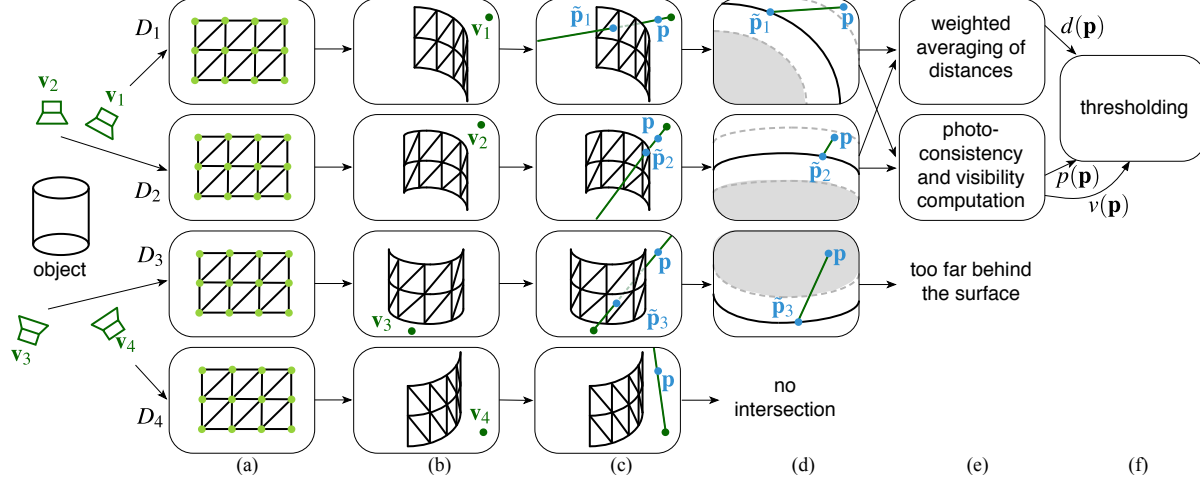 D₁
v₂
v₁
D₂
object
D₃
v₃
v₄
D₄
v₁
v₂
v₃
v₄
p̃₁
p
p
p̃₂
p
p̃₃
p
p̃₁
p
p
p̃₂
p
p̃₃
no
intersection
weighted
averaging of
distances
photo-
consistency
and visibility
computation
too far behind
the surface
d(p)
p(p)
v(p)
thresholding
(a)
(b)
(c)
(d)
(e)
(f)